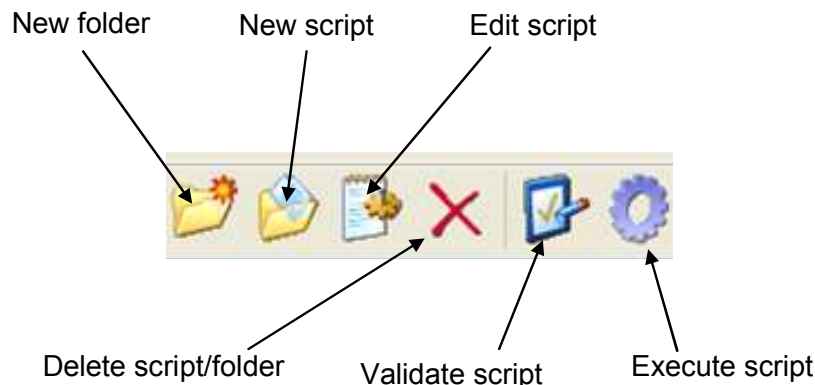 New folder
New script
Edit script
Delete script/folder
Validate script
Execute script